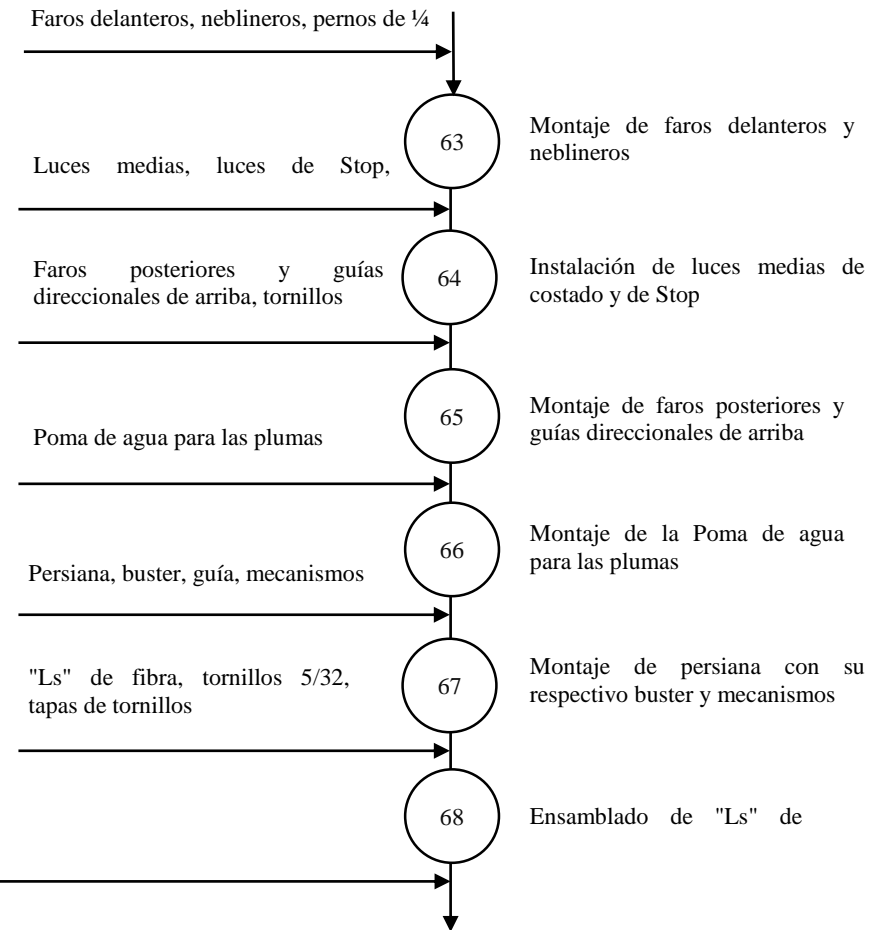 Faros delanteros, neblineros, pernos de ¼
63
Montaje de faros delanteros y
neblineros
Luces medias, luces de Stop,
Faros posteriores y guías
direccionales de arriba, tornillos
64
Instalación de luces medias de
costado y de Stop
65
Montaje de faros posteriores y
guías direccionales de arriba
Poma de agua para las plumas
66
Montaje de la Poma de agua
para las plumas
Persiana, buster, guía, mecanismos
"Ls" de fibra, tornillos 5/32,
tapas de tornillos
67
Montaje de persiana con su
respectivo buster y mecanismos
68
Ensamblado de "Ls" de